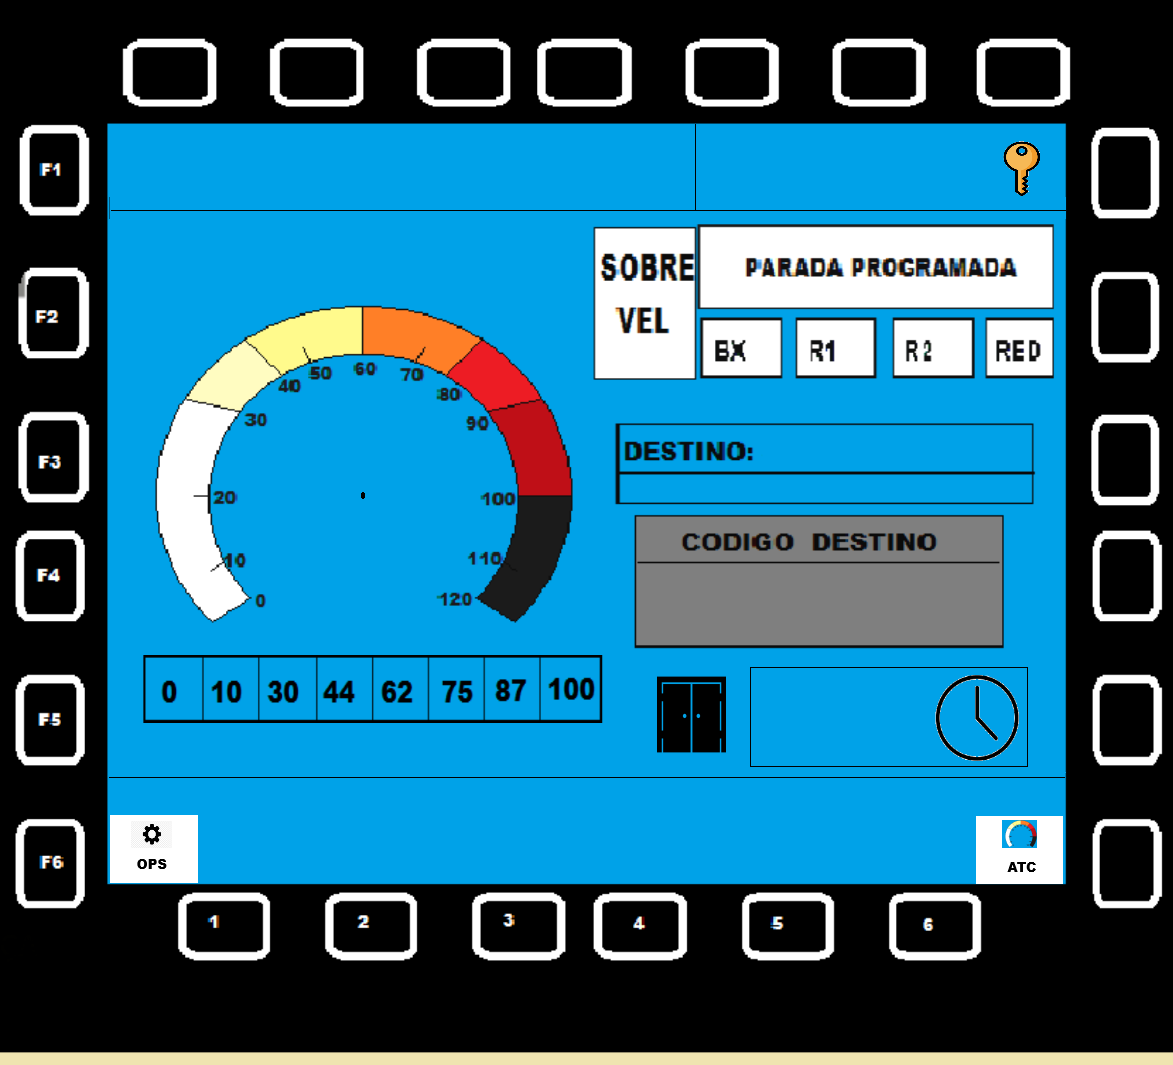 F1
F2
F3
F4
F5
F6
SOBRE
VEL
PARADA PROGRAMADA
BX R1 R2 RED
0 10 20 30 40 50 60 70 80 90 100 110 120
DESTINO:
CODIGO DESTINO
0 10 30 44 62 75 87 100
OPS
ATC
1 2 3 4 5 6